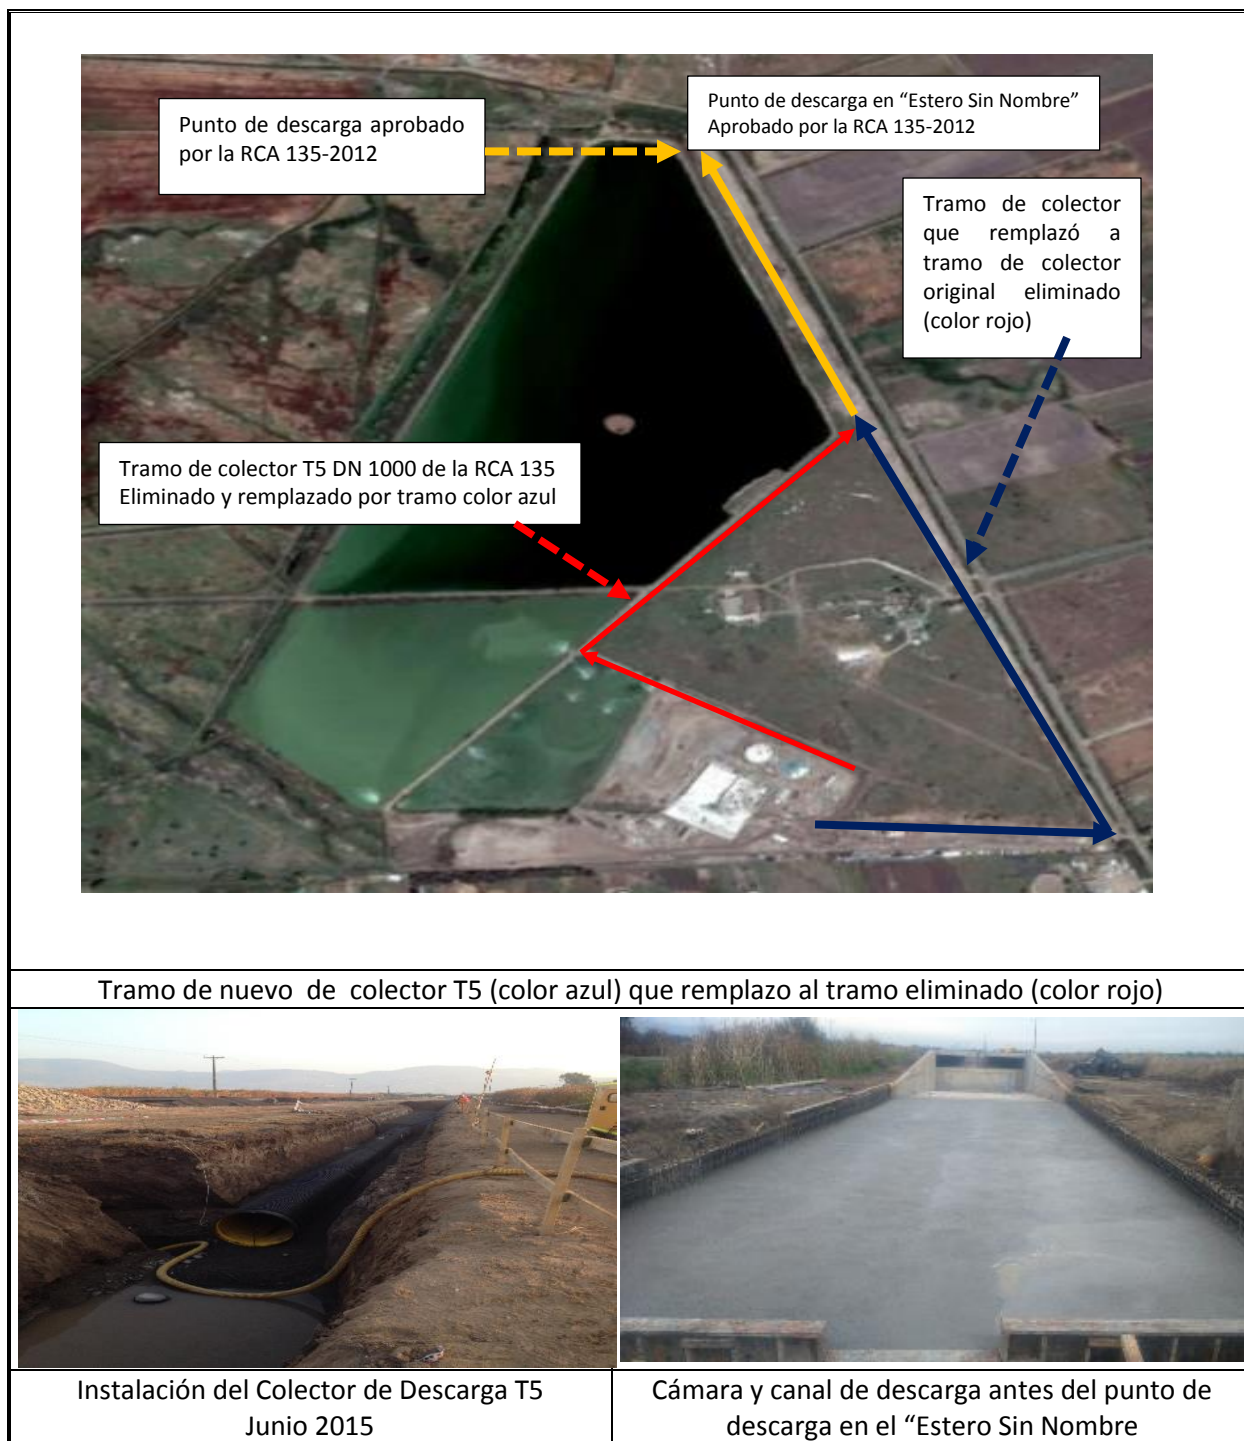 Punto de descarga aprobado
por la RCA 135-2012
Punto de descarga en “Estero Sin Nombre”
Aprobado por la RCA 135-2012
Tramo de colector
que remplazó a
tramo de colector
original eliminado
(color rojo)
Tramo de colector T5 DN 1000 de la RCA 135
Eliminado y remplazado por tramo color azul
Tramo de nuevo de colector T5 (color azul) que remplazo al tramo eliminado (color rojo)
Instalación del Colector de Descarga T5
Junio 2015
Cámara y canal de descarga antes del punto de
descarga en el “Estero Sin Nombre